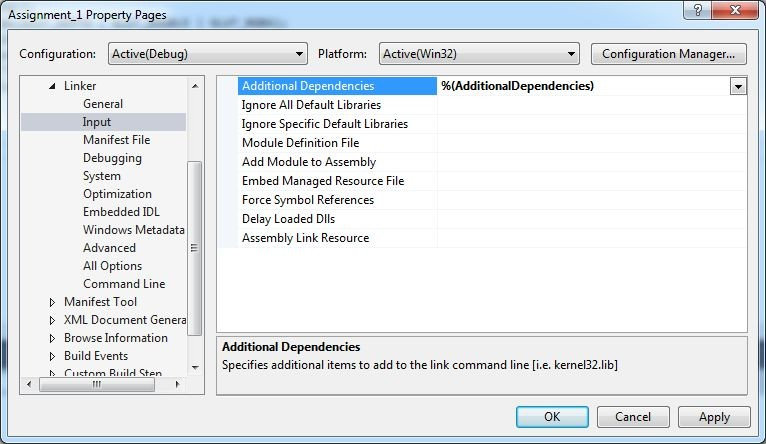 Assignment_1 Property Pages
Configuration: Active(Debug) Platform: Active(Win32) Configuration Manager...
Linker
General
Input
Manifest File
Debugging
System
Optimization
Embedded IDL
Windows Metadata
Advanced
All Options
Command Line
Manifest Tool
XML Document Genera
Browse Information
Build Events
Custom Build Step
Additional Dependencies %(AdditionalDependencies)
Ignore All Default Libraries
Ignore Specific Default Libraries
Module Definition File
Add Module to Assembly
Embed Managed Resource File
Force Symbol References
Delay Loaded Dlls
Assembly Link Resource
Additional Dependencies
Specifies additional items to add to the link command line [i.e. kernel32.lib]
OK Cancel Apply